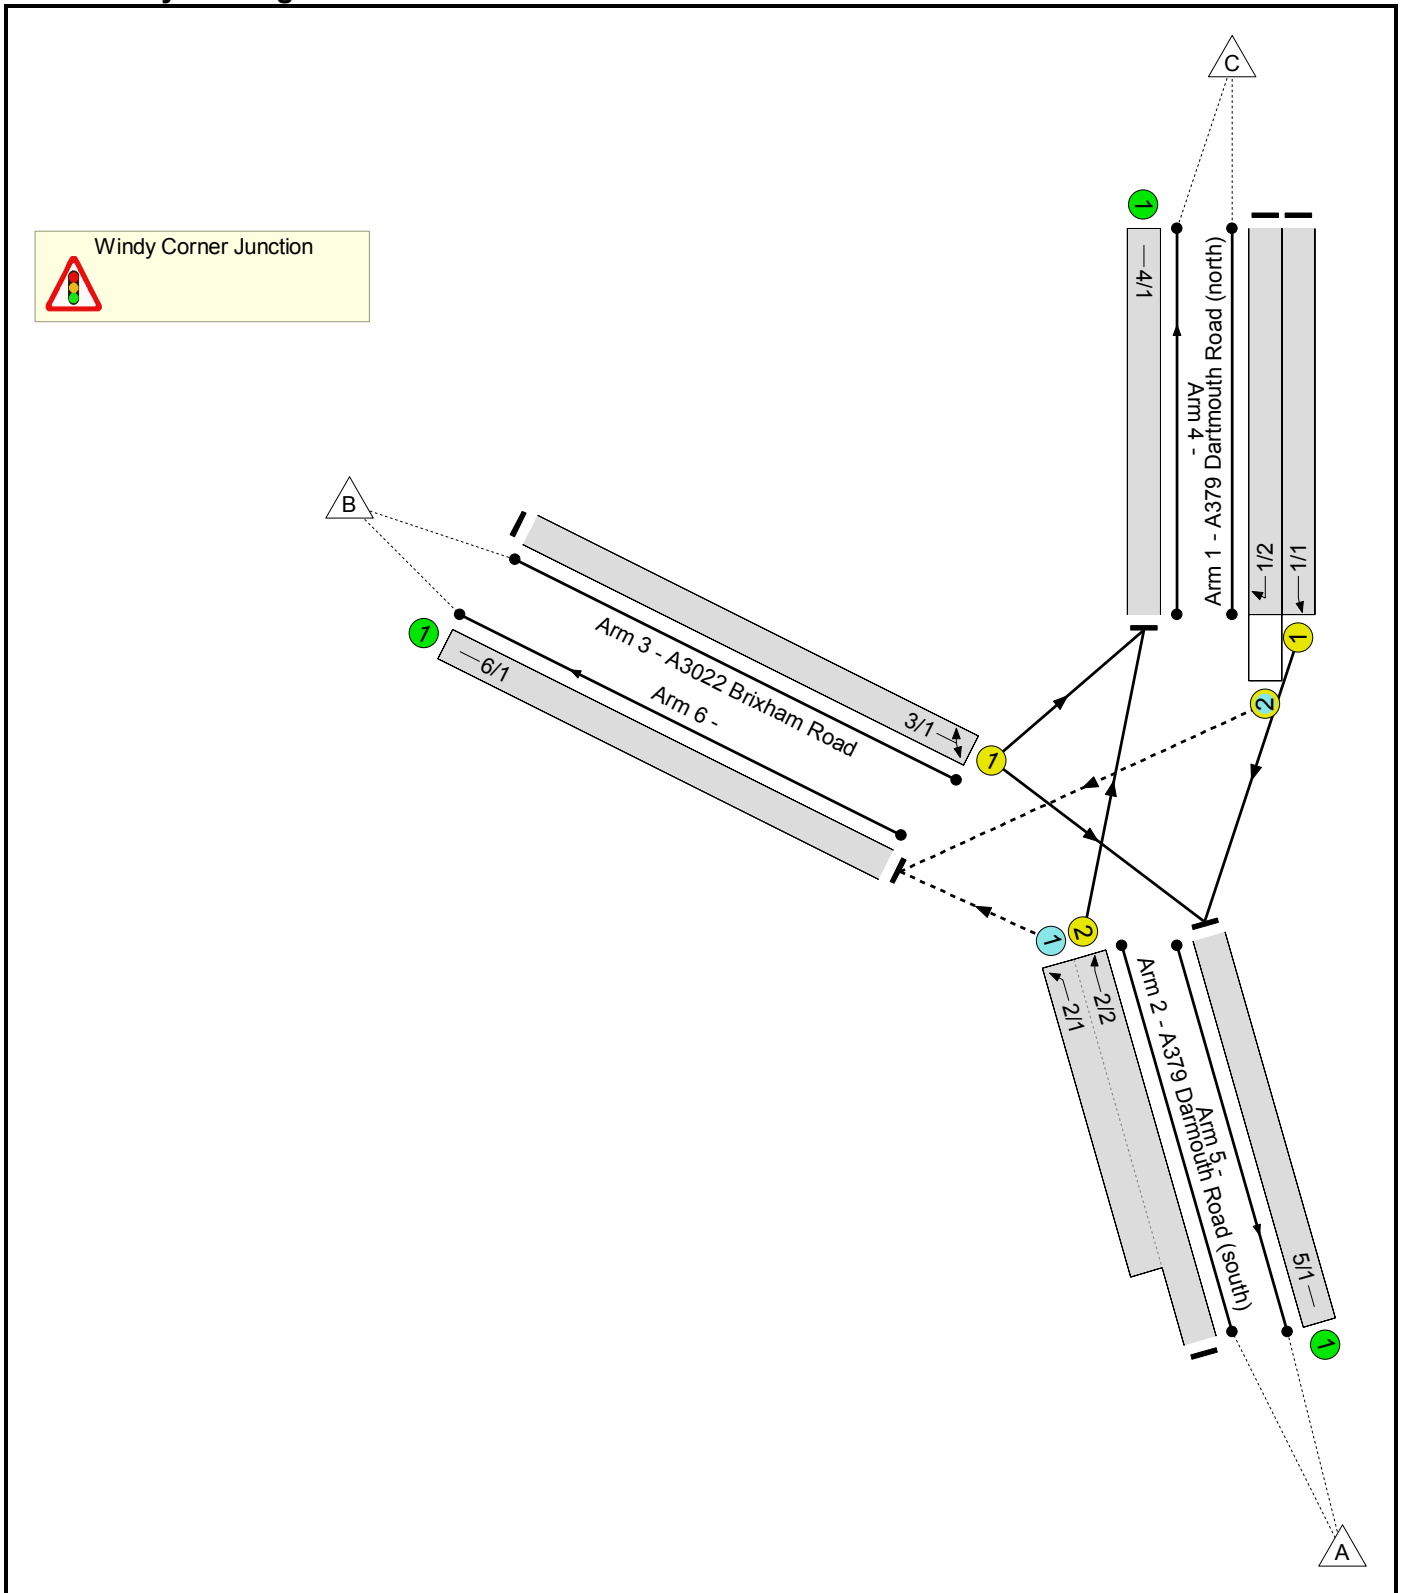 C
Windy Corner Junction
1
4/1
Arm 4 -
Arm 1 - A379 Dartmouth Road (north)
1/2
1/1
B
1
6/1
Arm 3 - A3022 Brixham Road
Arm 6 -
3/1
1
1
2
1
2
2/1
2/2
Arm 2 - A379 Darmouth Road (south)
Arm 5 -
5/1
1
A